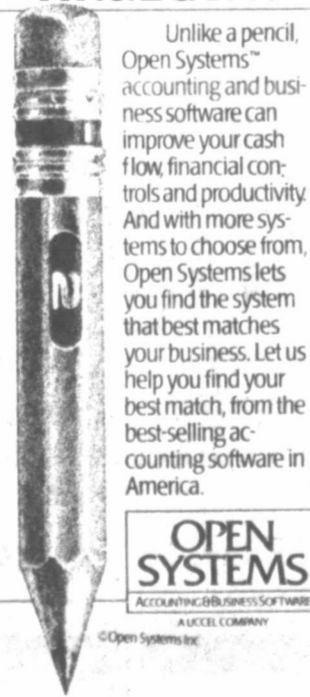 Unlike a pencil,
Open Systems™
accounting and busi-
ness software can
improve your cash
flow, financial con-
trols and productivity.
And with more sys-
tems to choose from,
Open Systems lets
you find the system
that best matches
your business. Let us
help you find your
best match, from the
best-selling ac-
counting software in
America.
2
OPEN
SYSTEMS
ACCOUNTING & BUSINESS SOFTWARE
A UCCEL COMPANY
©Open Systems Inc.